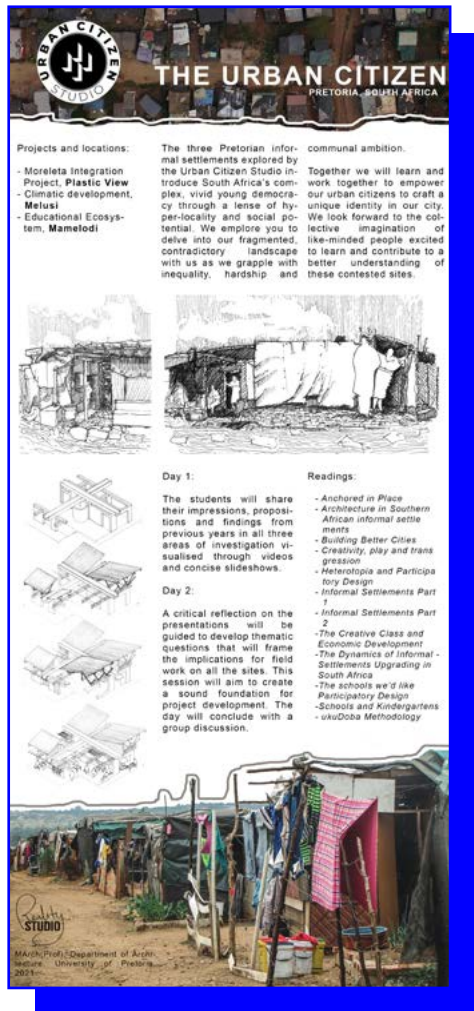 URBAN CITIZEN
STUDIO
THE URBAN CITIZEN
PRETORIA, SOUTH AFRICA
Projects and locations:
- Moreleta Integration
Project, Plastic View
- Climatic development,
Melusi
- Educational Ecosys-
tem, Mamelodi
The three Pretorian infor-
mal settlements explored by
the Urban Citizen Studio in-
troduce South Africa's com-
plex, vivid young democra-
cy through a lense of hy-
per-locality and social po-
tential. We emplore you to
delve into our fragmented,
contradictory landscape
with us as we grapple with
inequality, hardship and
communal ambition.
Together we will learn and
work together to empower
our urban citizens to craft a
unique identity in our city.
We look forward to the col-
lective imagination of
like-minded people excited
to learn and contribute to a
better understanding of
these contested sites.
Day 1:
The students will share
their impressions, proposi-
tions and findings from
previous years in all three
areas of investigation vi-
sualised through videos
and concise slideshows.
Day 2:
A critical reflection on the
presentations will be
guided to develop thematic
questions that will frame
the implications for field
work on all the sites. This
session will aim to create
a sound foundation for
project development. The
day will conclude with a
group discussion.
Readings:
- Anchored in Place
- Architecture in Southern
African informal settle
ments
- Building Better Cities
- Creativity, play and trans
gression
- Heterotopia and Participa
tory Design
- Informal Settlements Part
1
- Informal Settlements Part
2
-The Creative Class and
Economic Development
-The Dynamics of Informal -
Settlements Upgrading in
South Africa
-The schools we'd like
Participatory Design
-Schools and Kindergartens
- ukuDoba Methodology
Reality
STUDIO
MArch(Prof), Department of Archi-
tecture, University of Pretoria,
2021